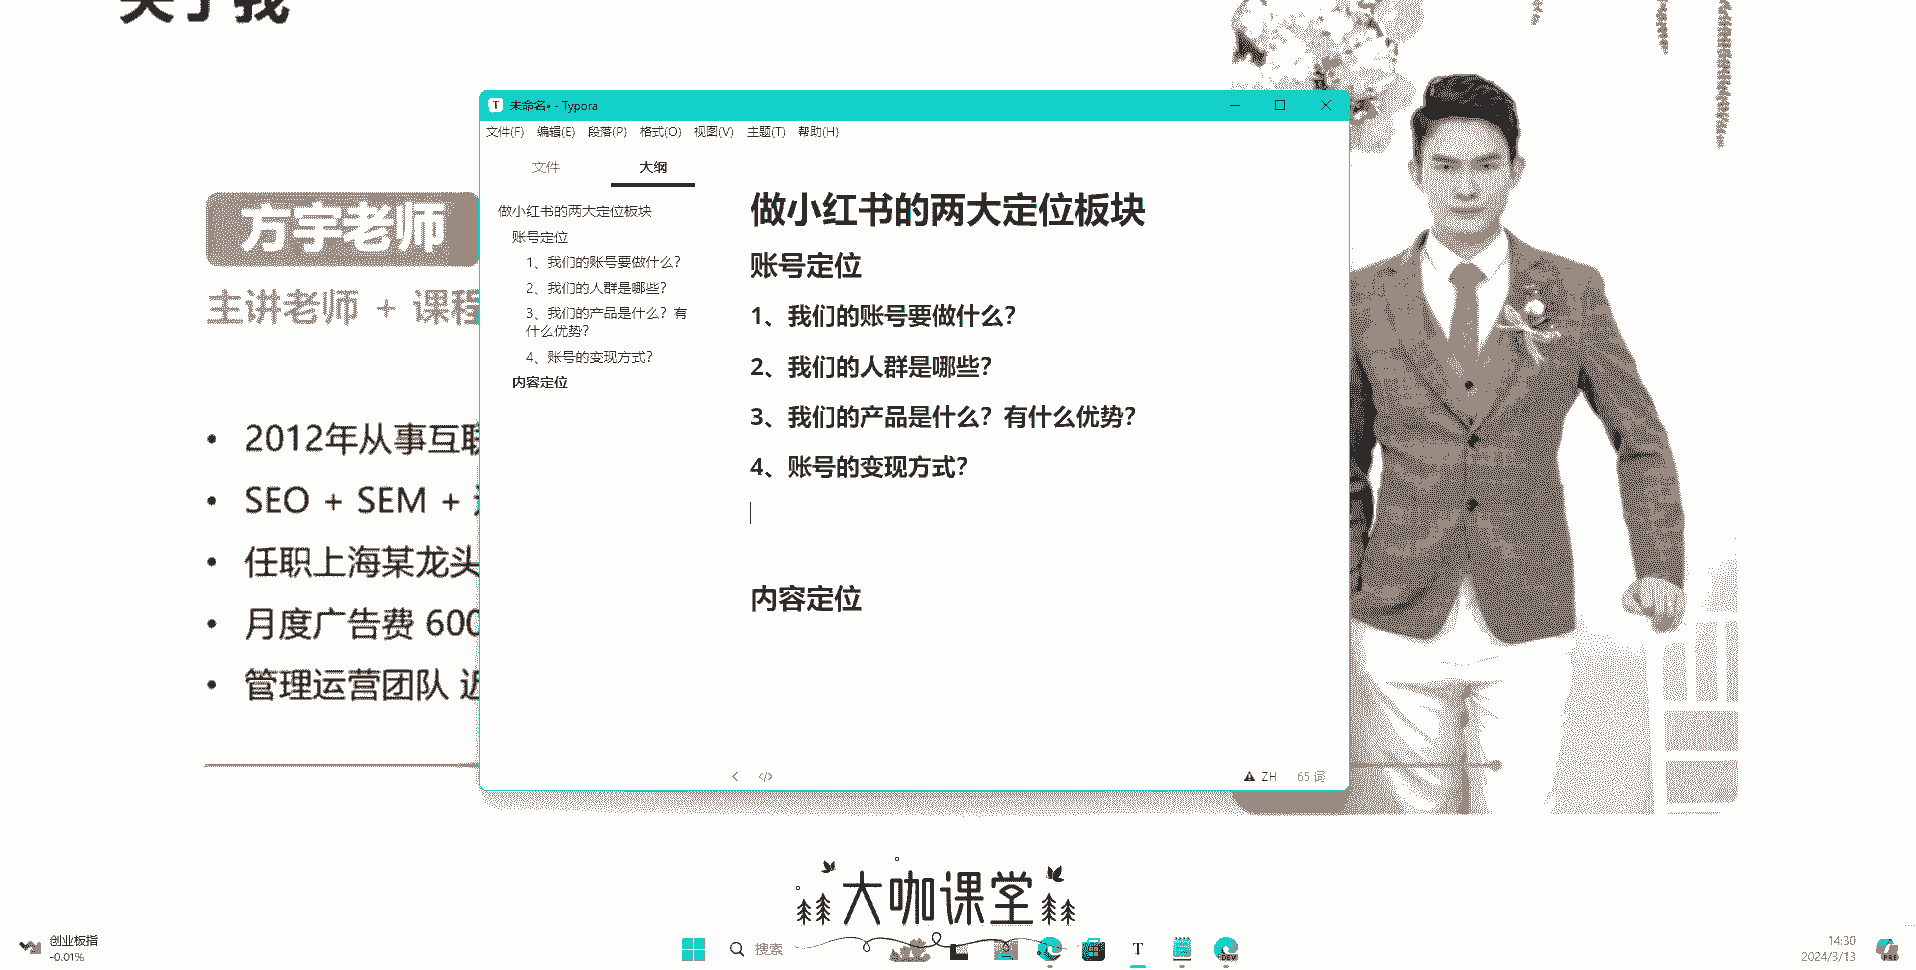 关于我
方宇老师
主讲老师 + 课程
• 2012年从事互联
• SEO + SEM +
• 任职上海某龙头
• 月度广告费 600
• 管理运营团队 近
未命名• - Typora
文件(F) 编辑(E) 段落(P) 格式(O) 视图(V) 主题(T) 帮助(H)
文件 大纲
做小红书的两大定位板块
账号定位
1、我们的账号要做什么？
2、我们的人群是哪些？
3、我们的产品是什么？有
什么优势？
4、账号的变现方式？
内容定位
做小红书的两大定位板块
账号定位
1、我们的账号要做什么？
2、我们的人群是哪些？
3、我们的产品是什么？有什么优势？
4、账号的变现方式？
内容定位
ZH 65 词
大咖课堂
创业板指
-0.01%
搜索
T
DEV
14:30
2024/3/13
PRE